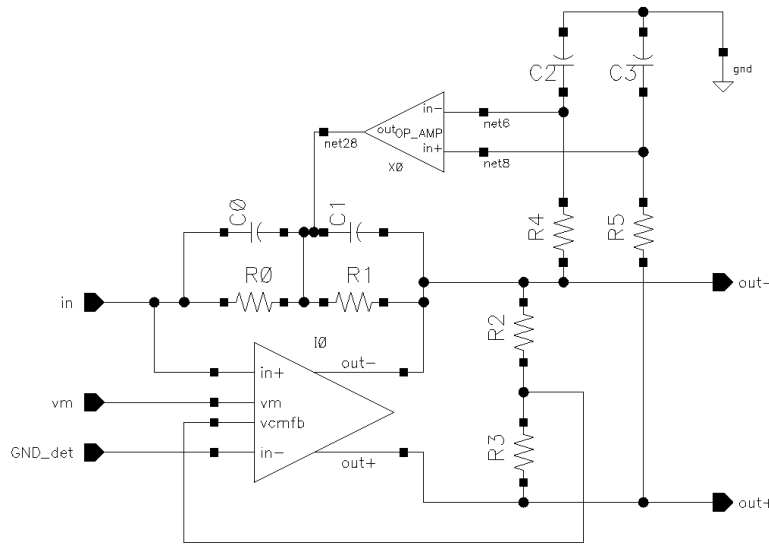 C2
C3
gnd
in-
out
OP_AMP
net6
net28
in+
net8
X0
C0
C1
R4
R5
R0
R1
in
out-
I0
R2
out-
in+
vm
vm
vcmfb
GND_det
in-
R3
out+
out+